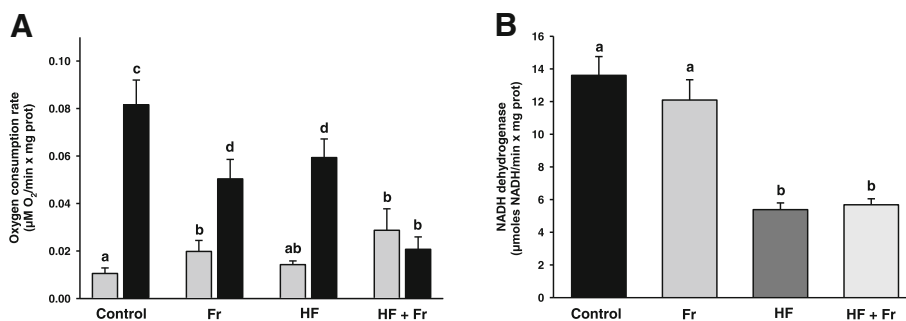 A
Oxygen consumption rate
(µM O2/min x mg prot)
0.10
0.08
0.06
0.04
0.02
0.00
a
c
b
d
ab
d
b
b
Control
Fr
HF
HF + Fr
B
NADH dehydrogenase
(µmoles NADH/min x mg prot)
16
14
12
10
8
6
4
2
0
a
a
b
b
Control
Fr
HF
HF + Fr